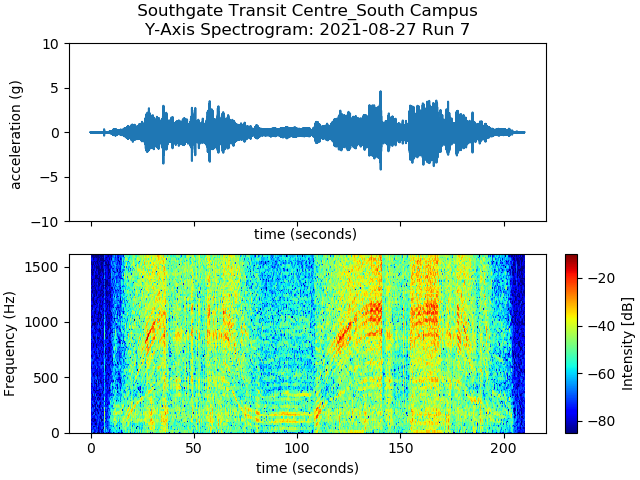 Southgate Transit Centre_South Campus
Y-Axis Spectrogram: 2021-08-27 Run 7
10
5
0
−5
−10
acceleration (g)
time (seconds)
1500
1000
500
0
Frequency (Hz)
0 50 100 150 200
time (seconds)
−20
−40
−60
−80
Intensity [dB]